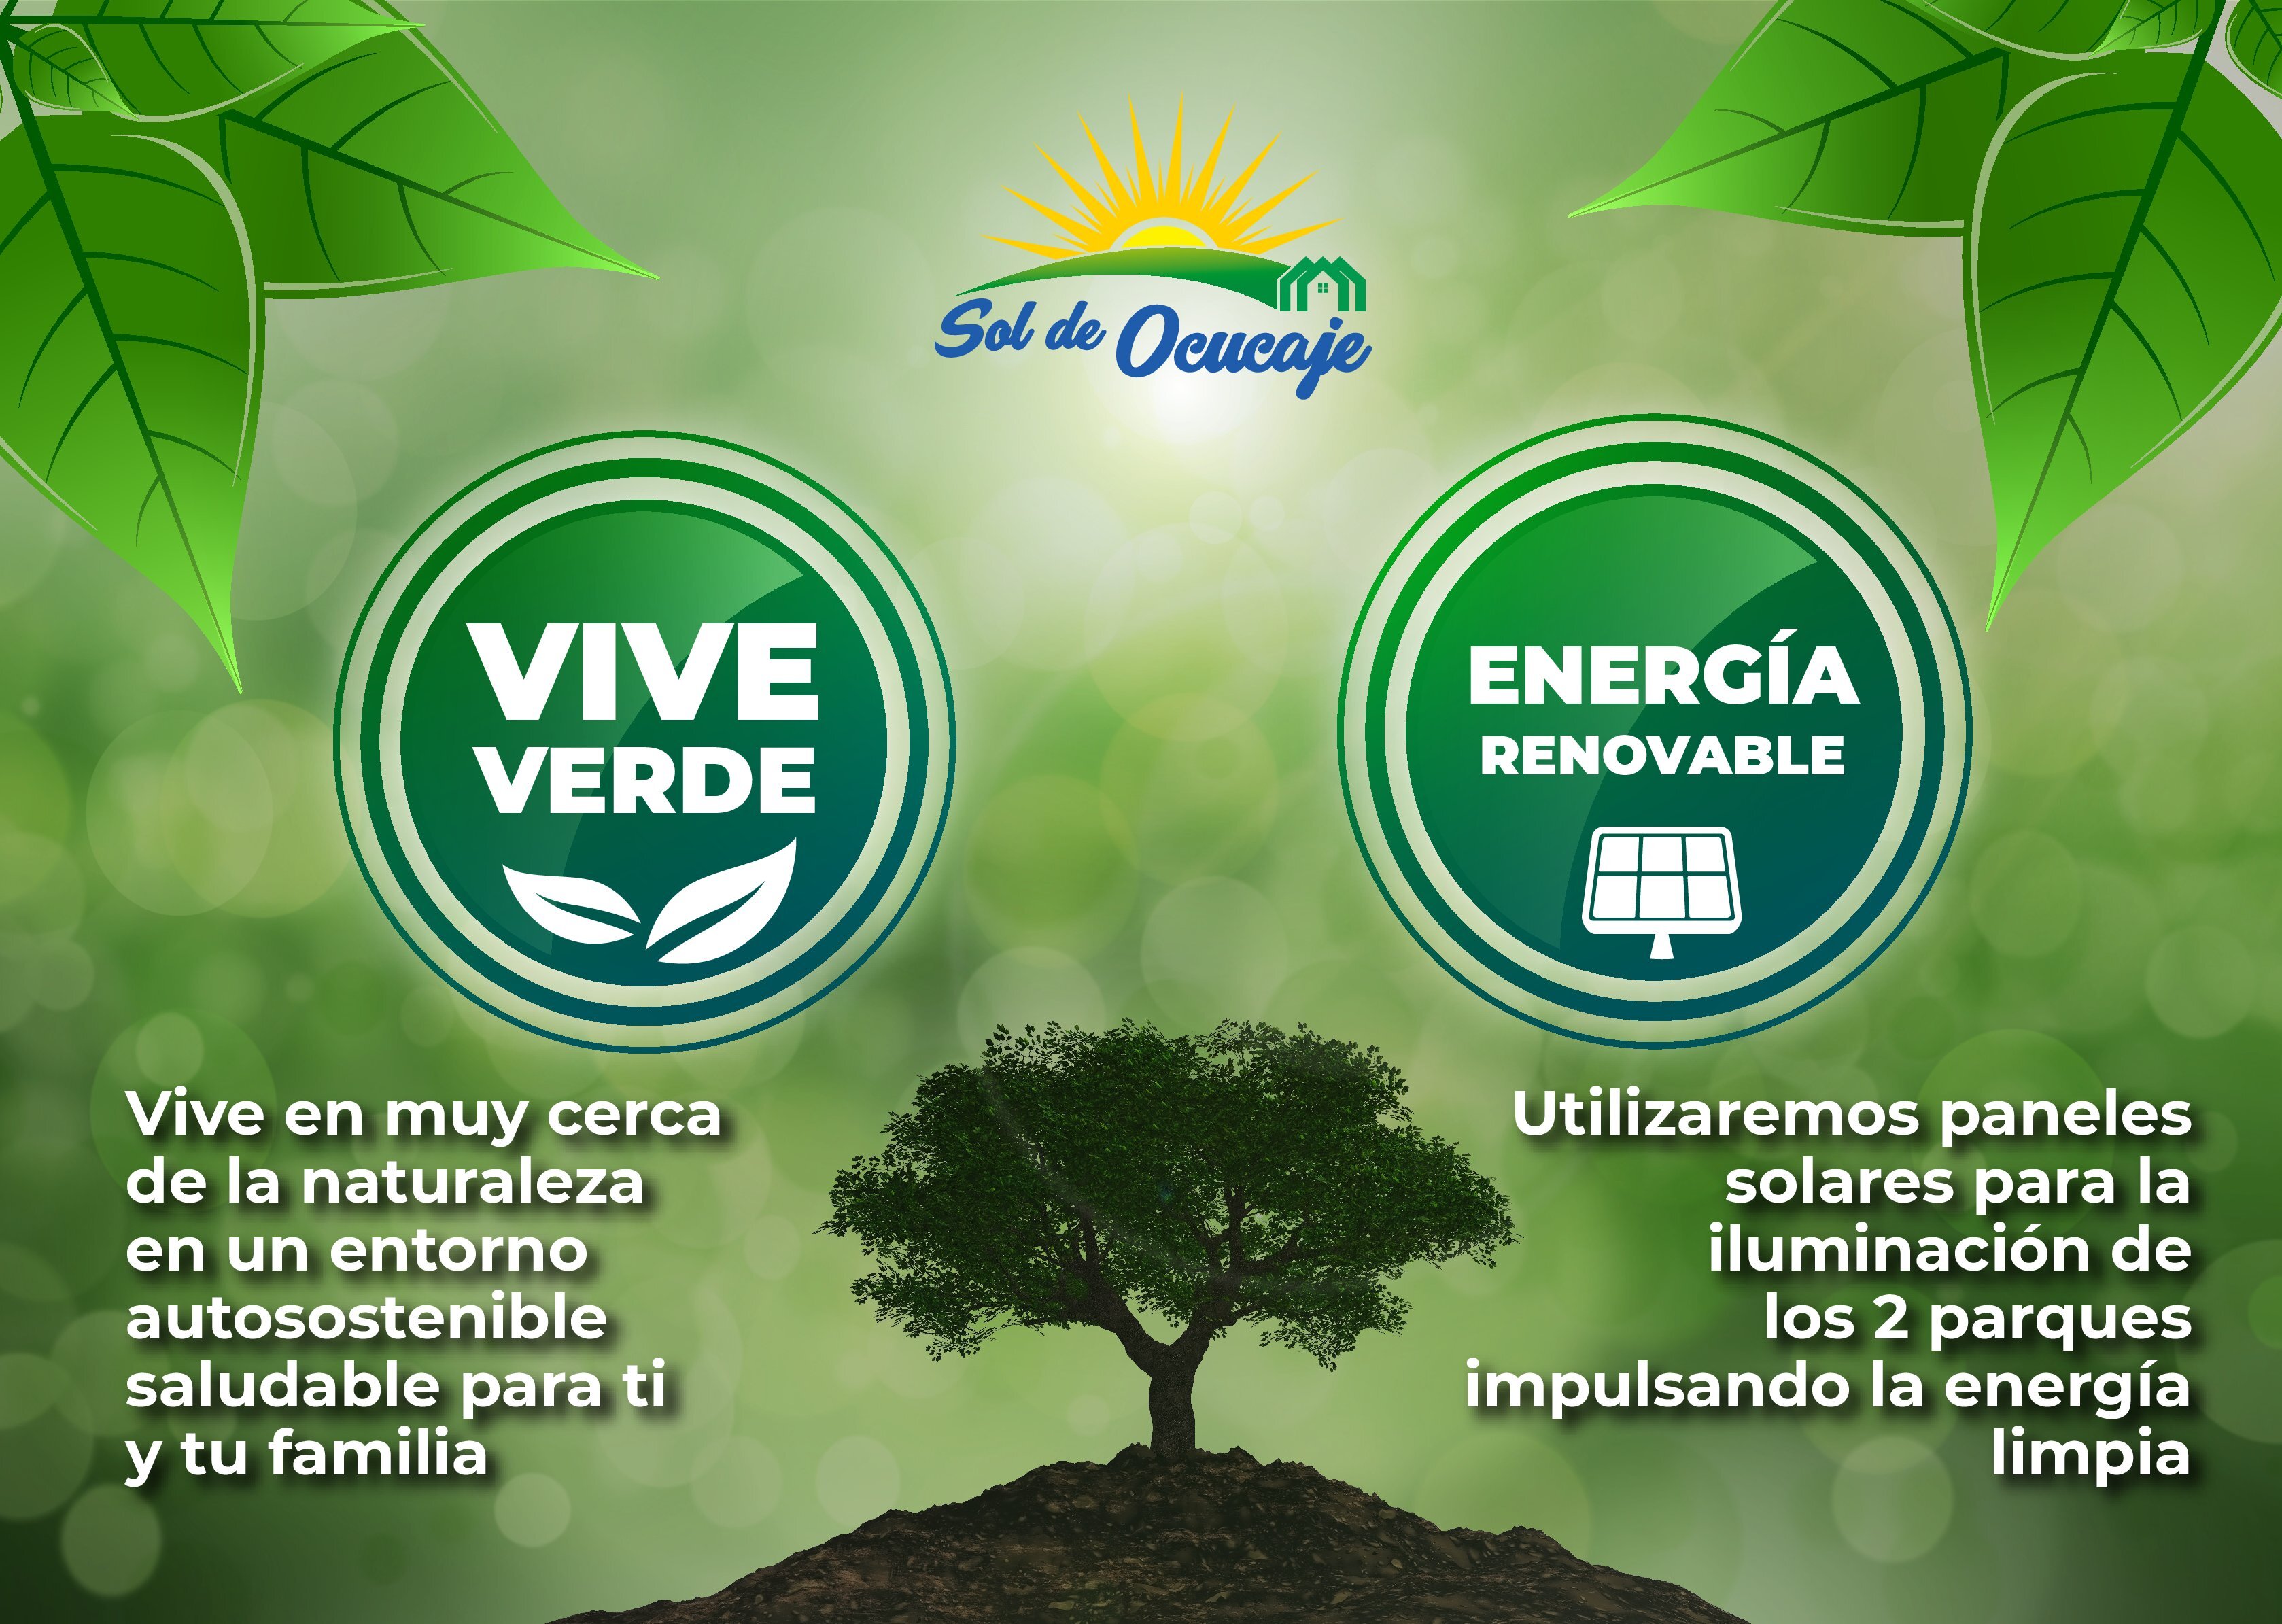 Sol de Ocucaje
VIVE
VERDE
Vive en muy cerca
de la naturaleza
en un entorno
autosostenible
saludable para ti
y tu familia
ENERGÍA
RENOVABLE
Utilizaremos paneles
solares para la
iluminación de
los 2 parques
impulsando la energía
limpia